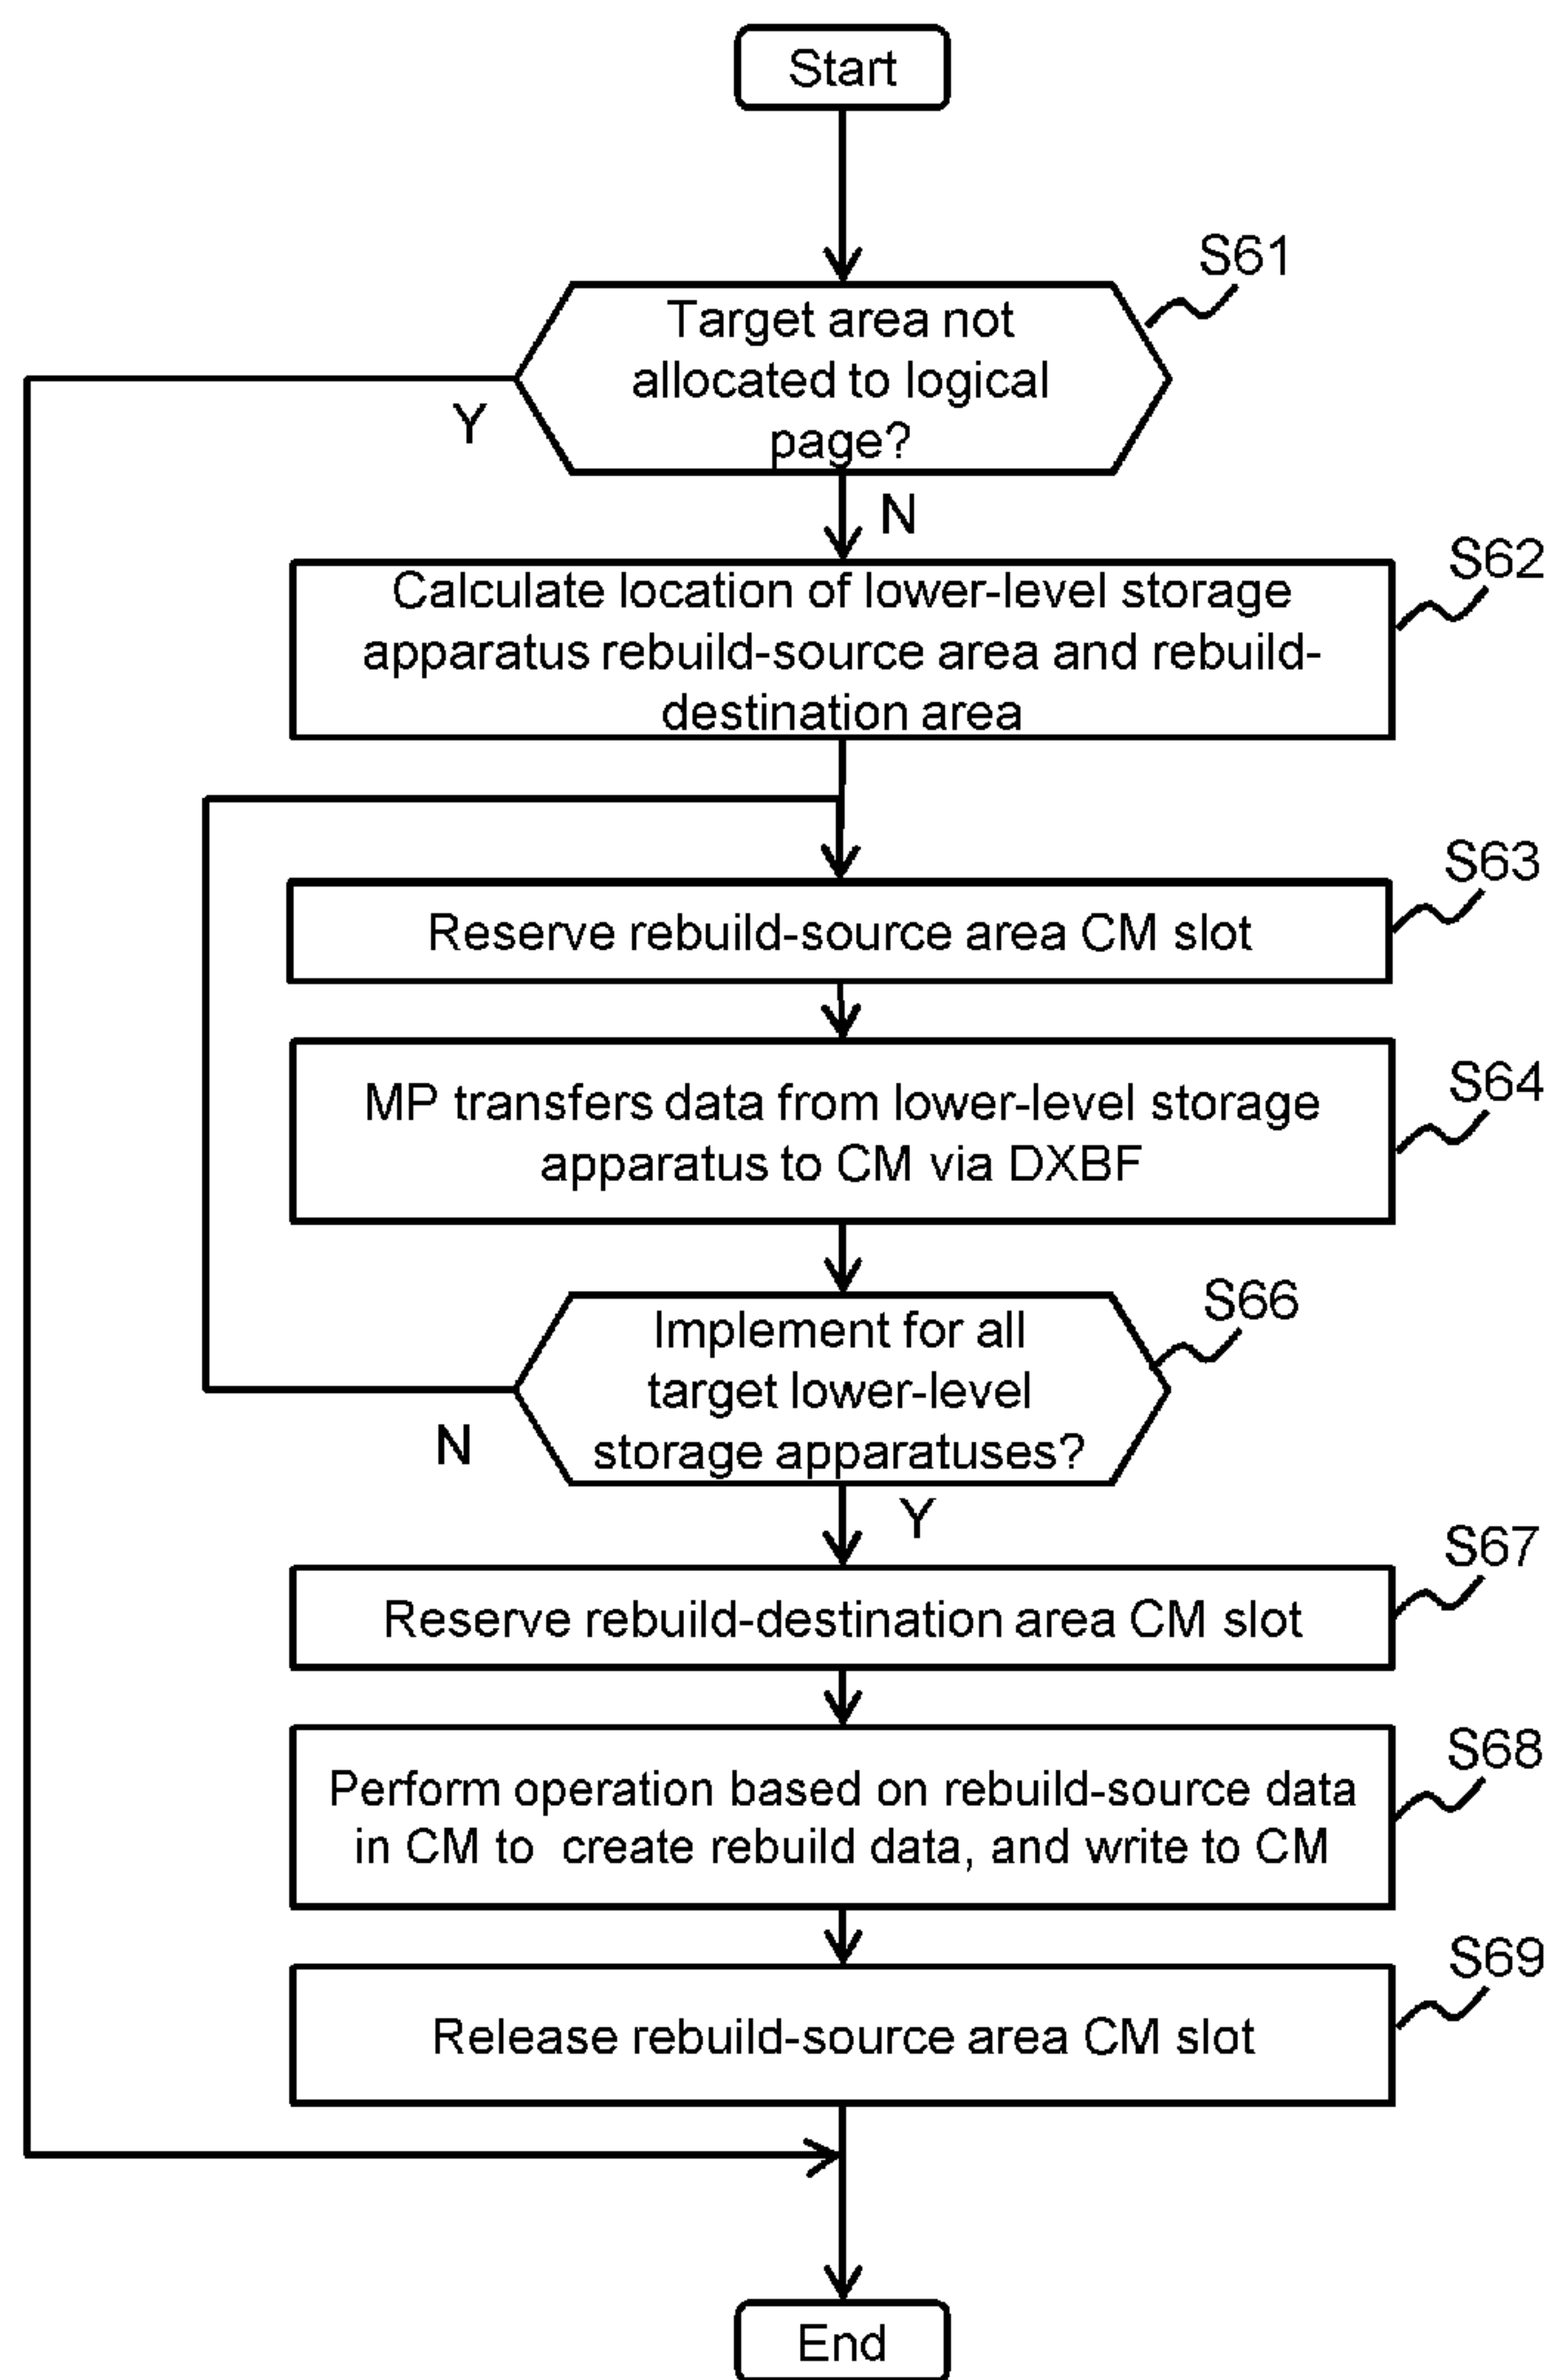 Start
S61
Target area not
allocated to logical
page?
Y
N
S62
Calculate location of lower-level storage
apparatus rebuild-source area and rebuild-
destination area
S63
Reserve rebuild-source area CM slot
S64
MP transfers data from lower-level storage
apparatus to CM via DXBF
S66
Implement for all
target lower-level
storage apparatuses?
N
Y
S67
Reserve rebuild-destination area CM slot
S68
Perform operation based on rebuild-source data
in CM to create rebuild data, and write to CM
S69
Release rebuild-source area CM slot
End